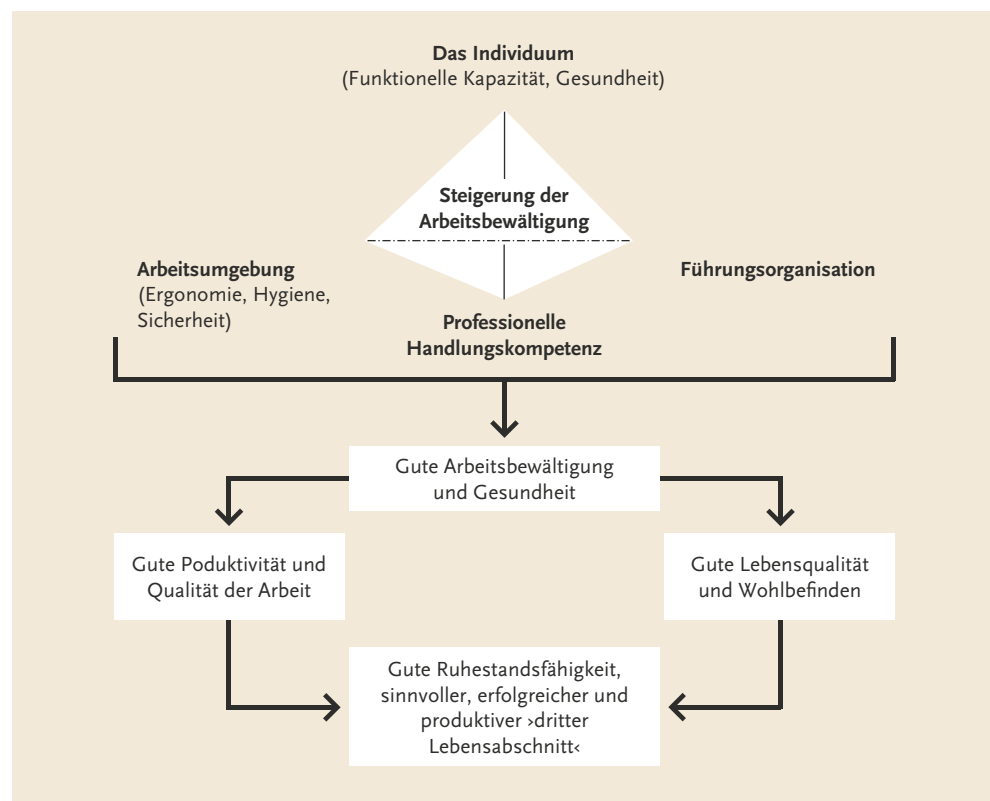 Das Individuum
(Funktionelle Kapazität, Gesundheit)
Steigerung der
Arbeitsbewältigung
Arbeitsumgebung
(Ergonomie, Hygiene,
Sicherheit)
Führungsorganisation
Professionelle
Handlungskompetenz
Gute Arbeitsbewältigung
und Gesundheit
Gute Poduktivität und
Qualität der Arbeit
Gute Lebensqualität
und Wohlbefinden
Gute Ruhestandsfähigkeit,
sinnvoller, erfolgreicher und
produktiver ›dritter
Lebensabschnitt‹